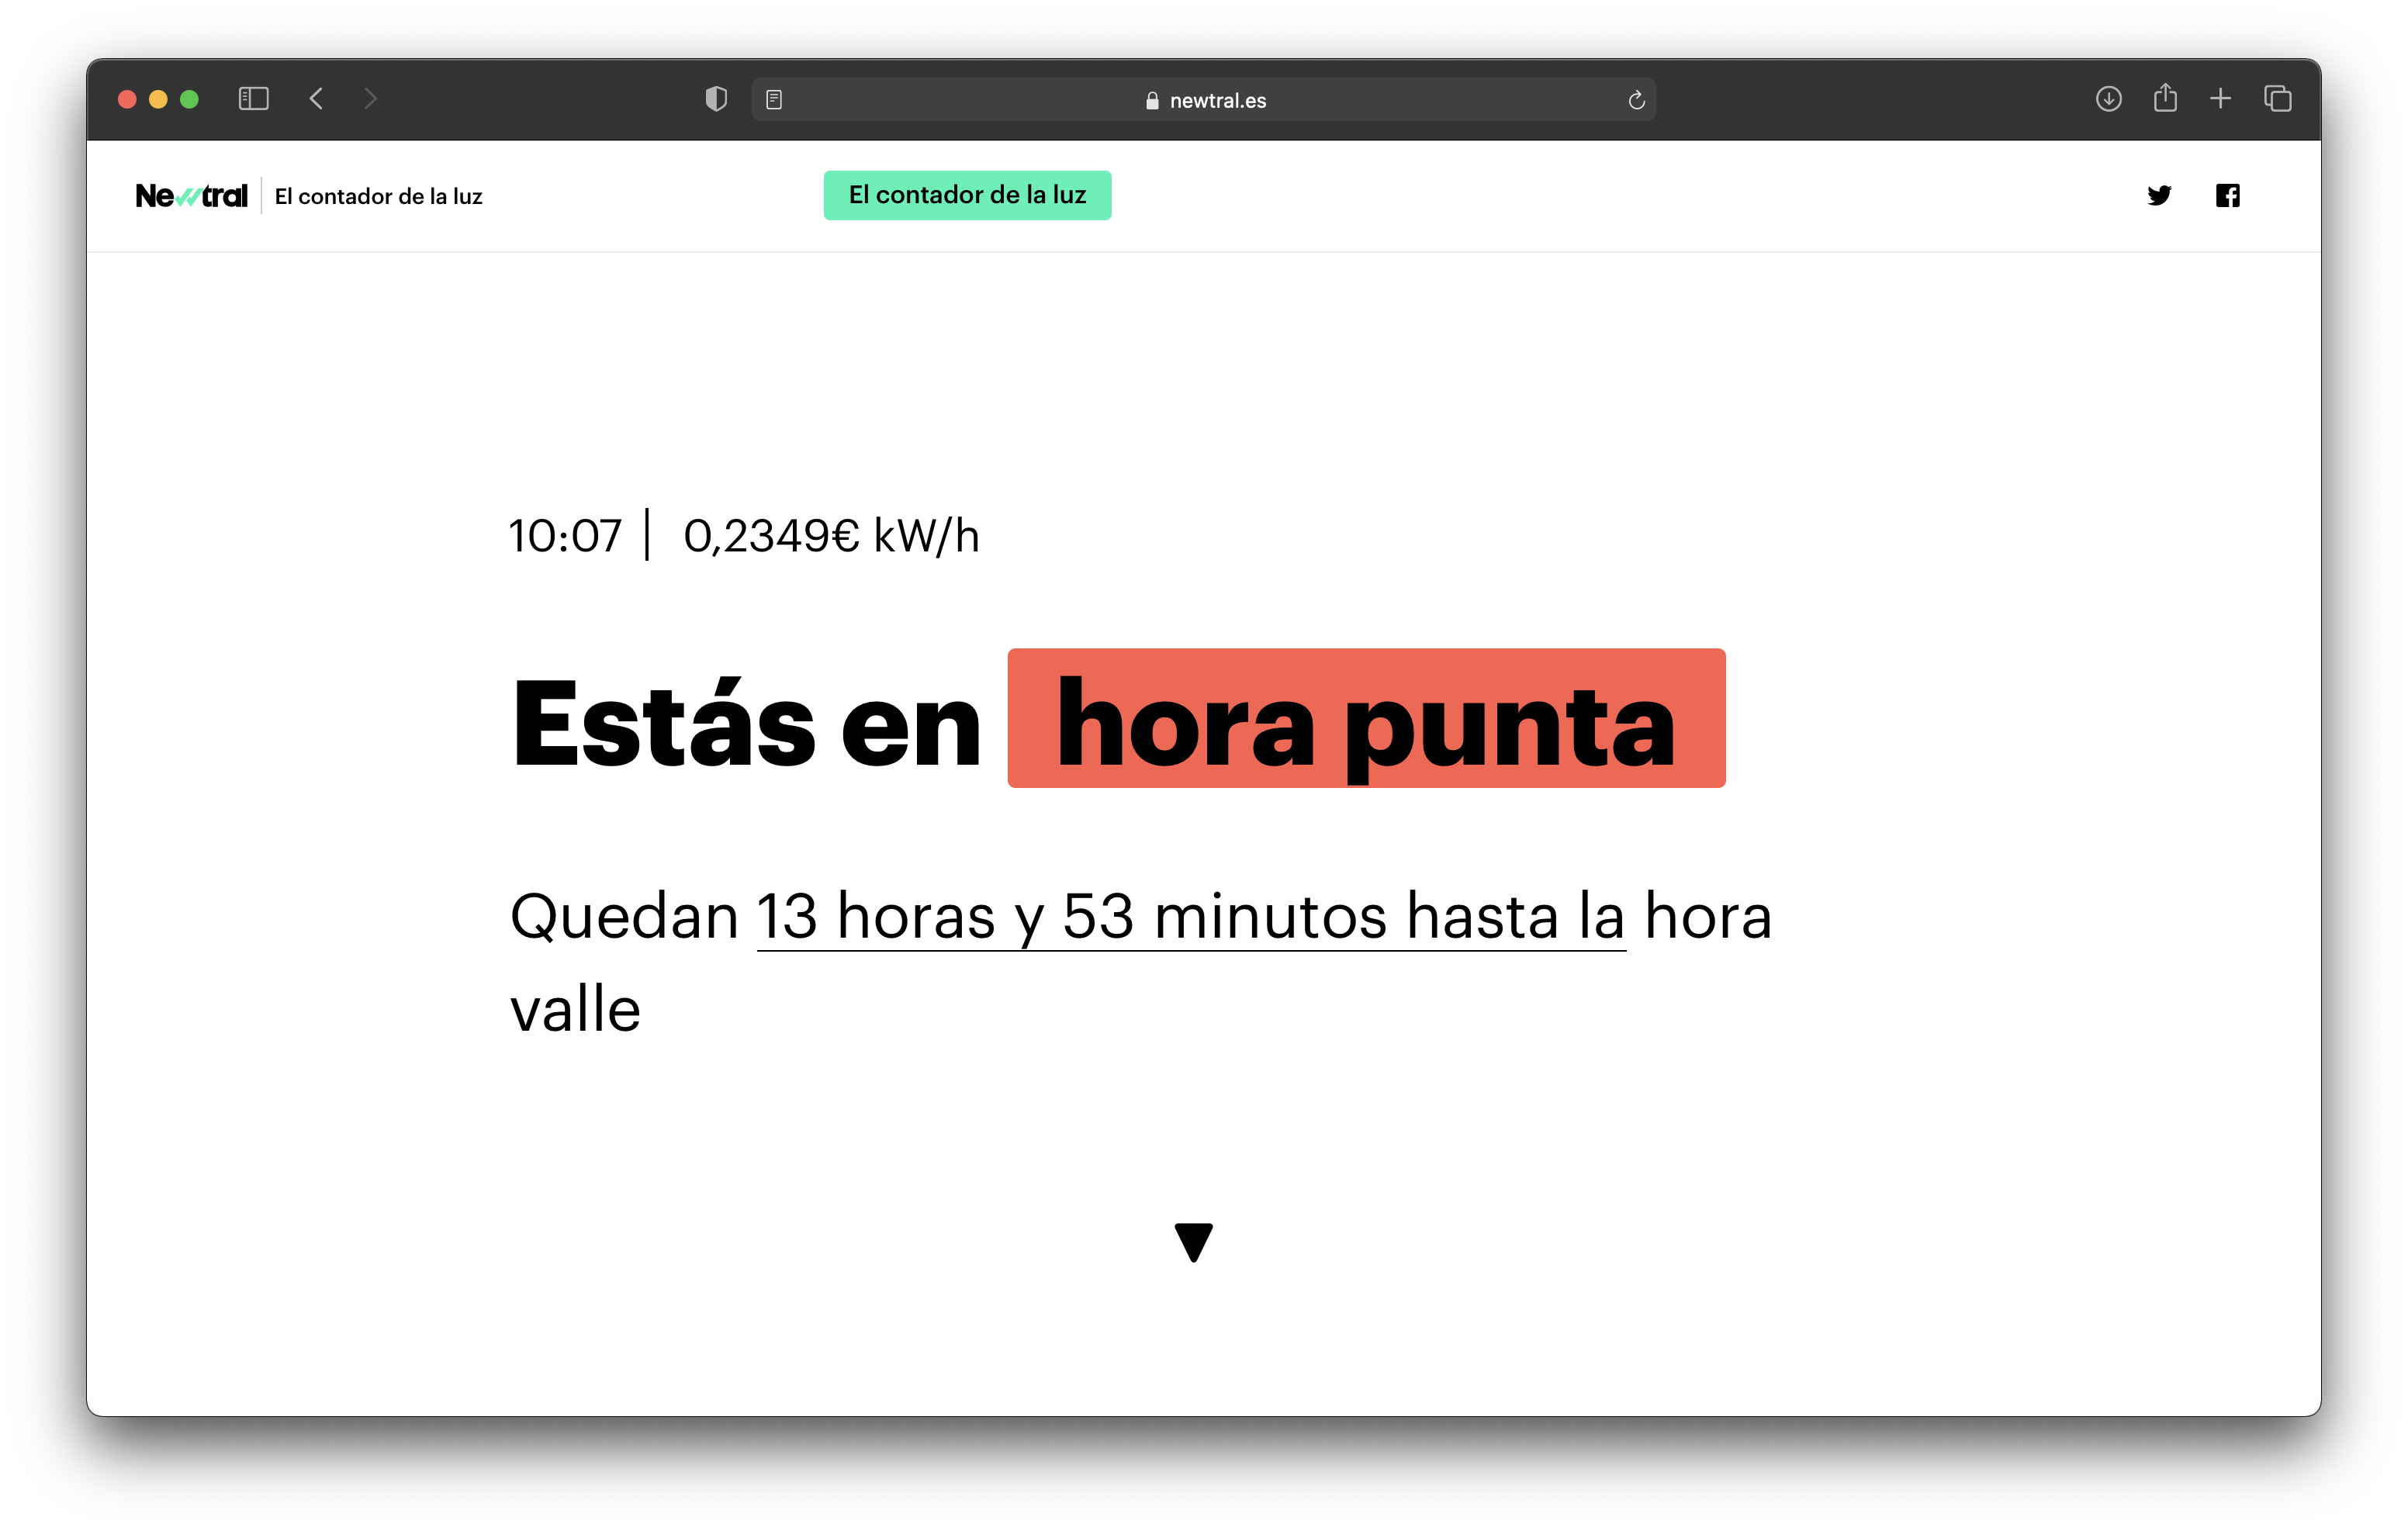 newtral.es
Newtral | El contador de la luz
El contador de la luz
10:07 | 0,2349€ kW/h
Estás en hora punta
Quedan 13 horas y 53 minutos hasta la hora
valle